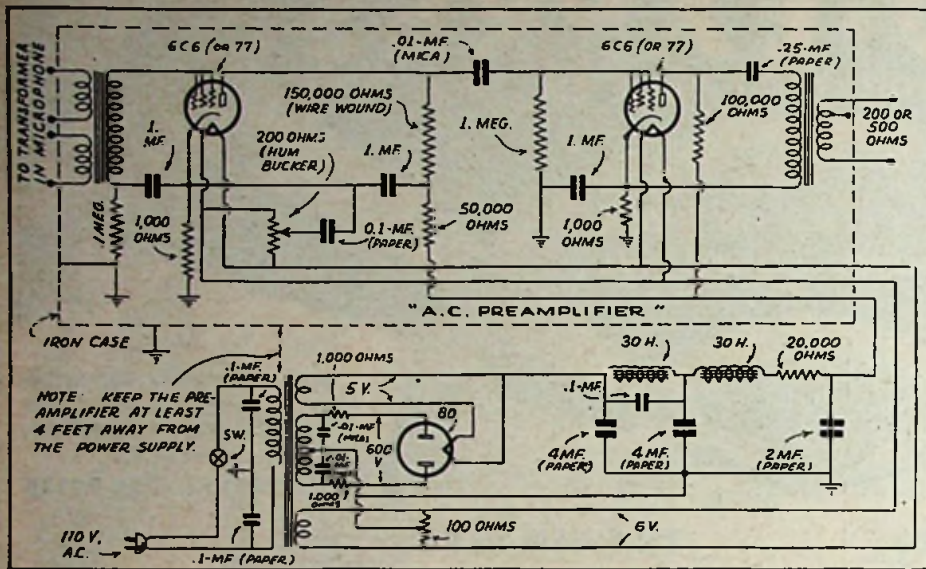 6C6 (OR 77)
.01-MF.
(MICA)
6C6 (OR 77)
.25-MF.
(PAPER)
TO TRANSFORMER
IN MICROPHONE
1.
MF.
150,000 OHMS
(WIRE WOUND)
200 OHMS
(HUM
BUCKER)
1. MF.
1. MEG.
1. MF.
100,000
OHMS
200 OR
500
OHMS
.1 MEG.
1,000
OHMS
0.1-MF.
(PAPER)
50,000
OHMS
1,000
OHMS
"A.C. PREAMPLIFIER"
IRON CASE
NOTE: KEEP THE PRE-
AMPLIFIER AT LEAST
4 FEET AWAY FROM
THE POWER SUPPLY.
.1-MF.
(PAPER)
SW.
110 V.
A.C.
.1-MF (PAPER)
1,000 OHMS
5 V.
.01-MF.
(MICA)
600
V
.01-
MF
1,000
OHMS
80
100 OHMS
6 V.
30 H.
30 H.
20,000
OHMS
.1-MF.
4 MF.
(PAPER)
4 MF.
(PAPER)
2 MF.
(PAPER)